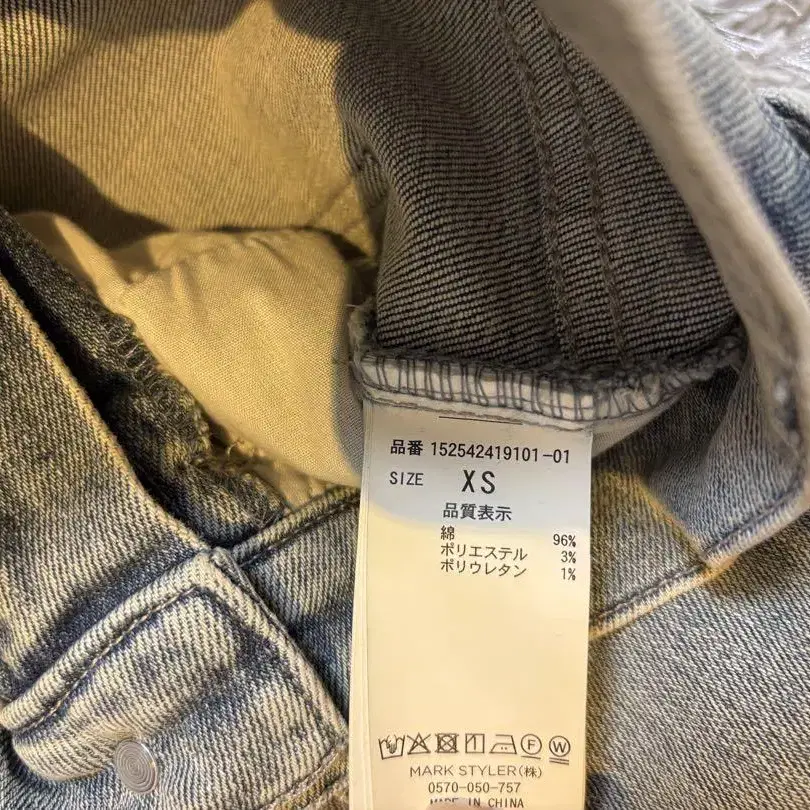 品番 152542419101-01
SIZE XS
品質表示
綿 96%
ポリエステル 3%
ポリウレタン 1%
MARK STYLER(株)
0570-050-757
MADE IN CHINA